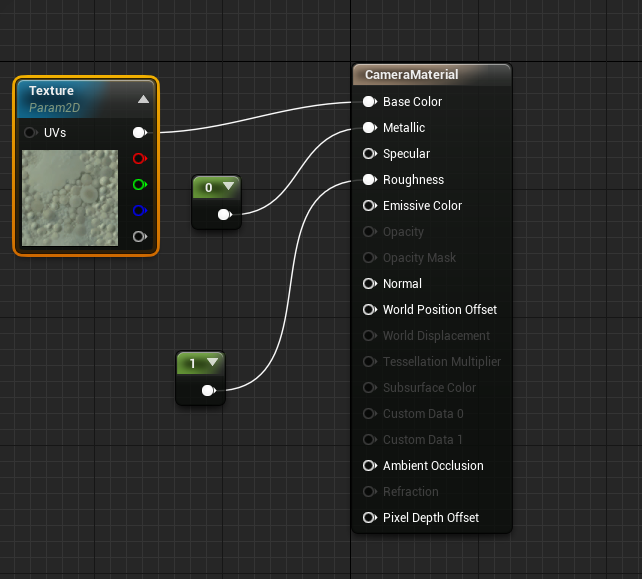 Texture
Param2D
UVs
0
1
CameraMaterial
Base Color
Metallic
Specular
Roughness
Emissive Color
Opacity
Opacity Mask
Normal
World Position Offset
World Displacement
Tessellation Multiplier
Subsurface Color
Custom Data 0
Custom Data 1
Ambient Occlusion
Refraction
Pixel Depth Offset